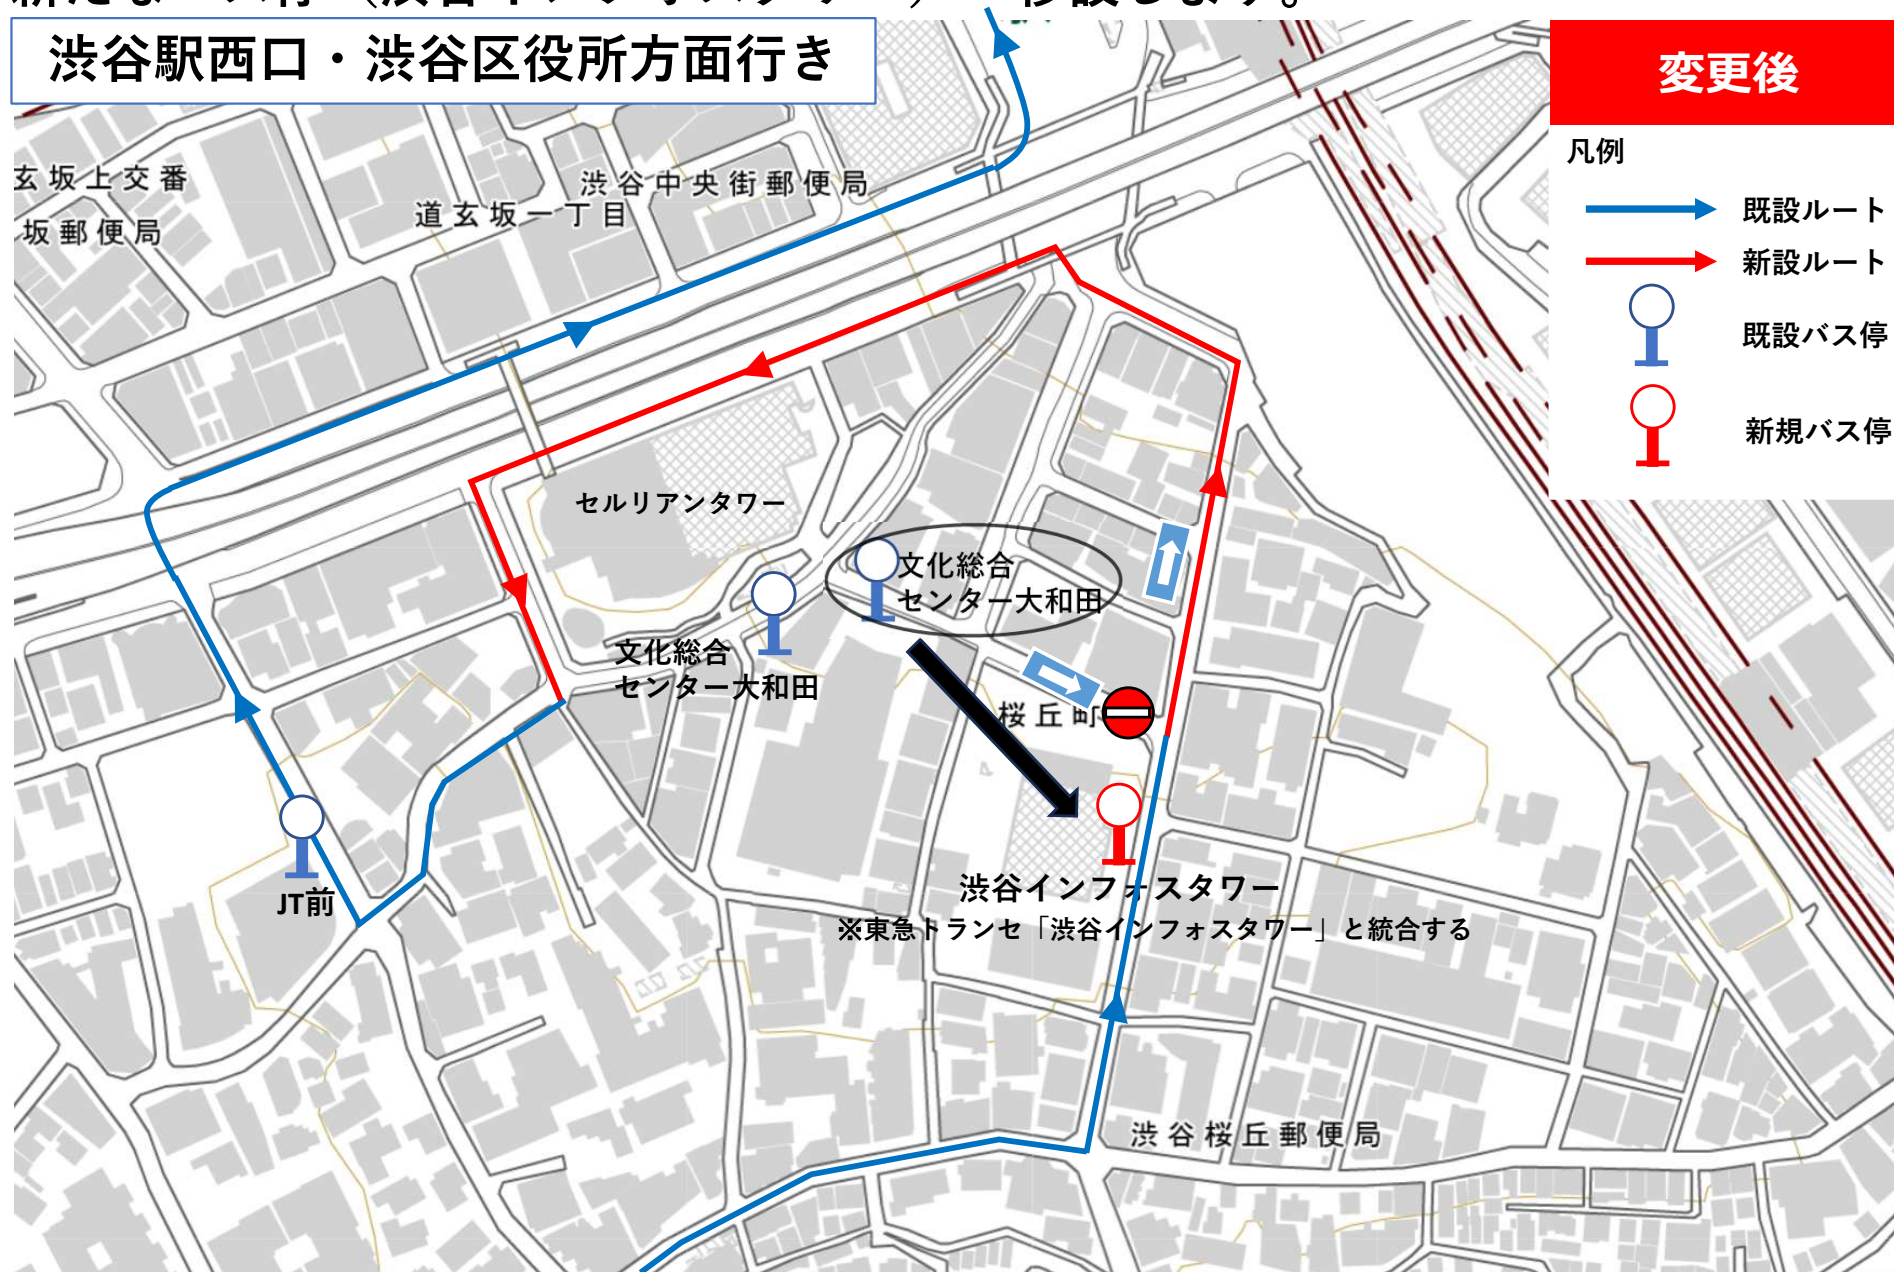 渋谷駅西口・渋谷区役所方面行き
変更後
凡例
既設ルート
新設ルート
既設バス停
新規バス停
玄坂上交番
坂郵便局
渋谷中央街郵便局
道玄坂一丁目
セルリアンタワー
文化総合
センター大和田
文化総合
センター大和田
桜丘町
JT前
渋谷インフォスタワー
※東急トランセ「渋谷インフォスタワー」と統合する
渋谷桜丘郵便局